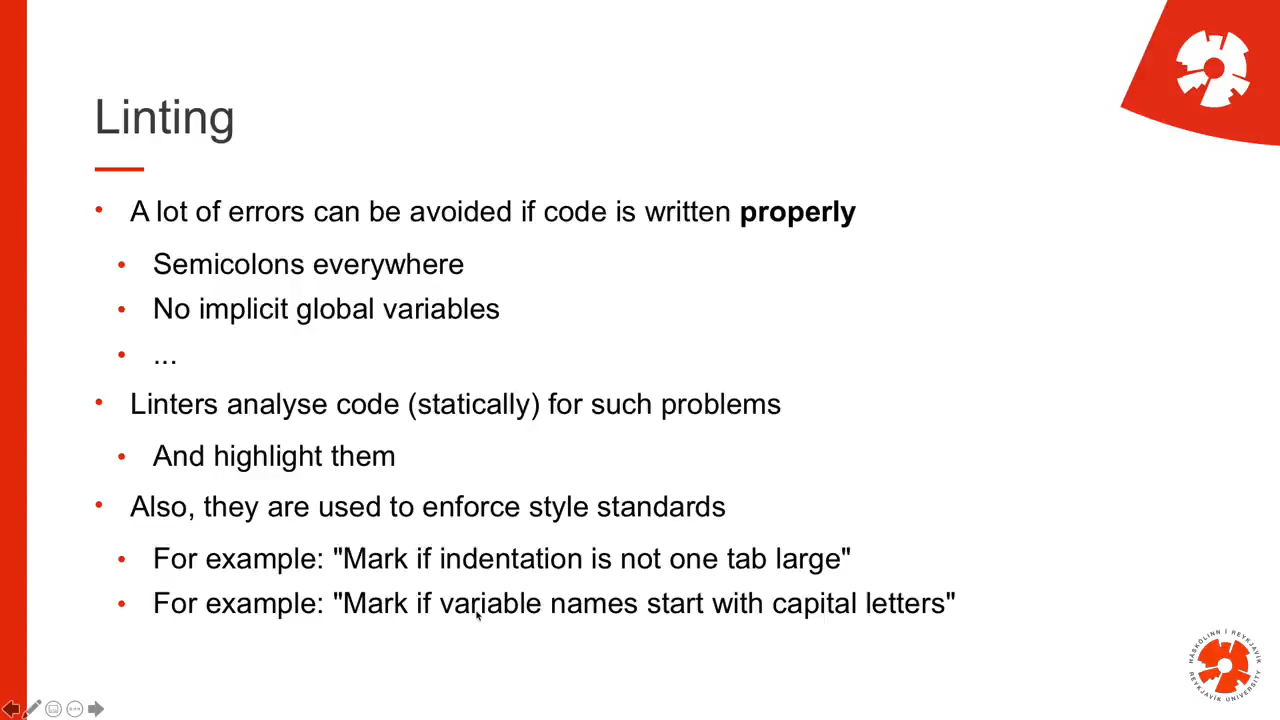 Linting
A lot of errors can be avoided if code is written properly
Semicolons everywhere
No implicit global variables
...
Linters analyse code (statically) for such problems
And highlight them
Also, they are used to enforce style standards
For example: "Mark if indentation is not one tab large"
For example: "Mark if variable names start with capital letters"
HÁSKÓLINN Í REYKJAVÍK
REYKJAVÍK UNIVERSITY